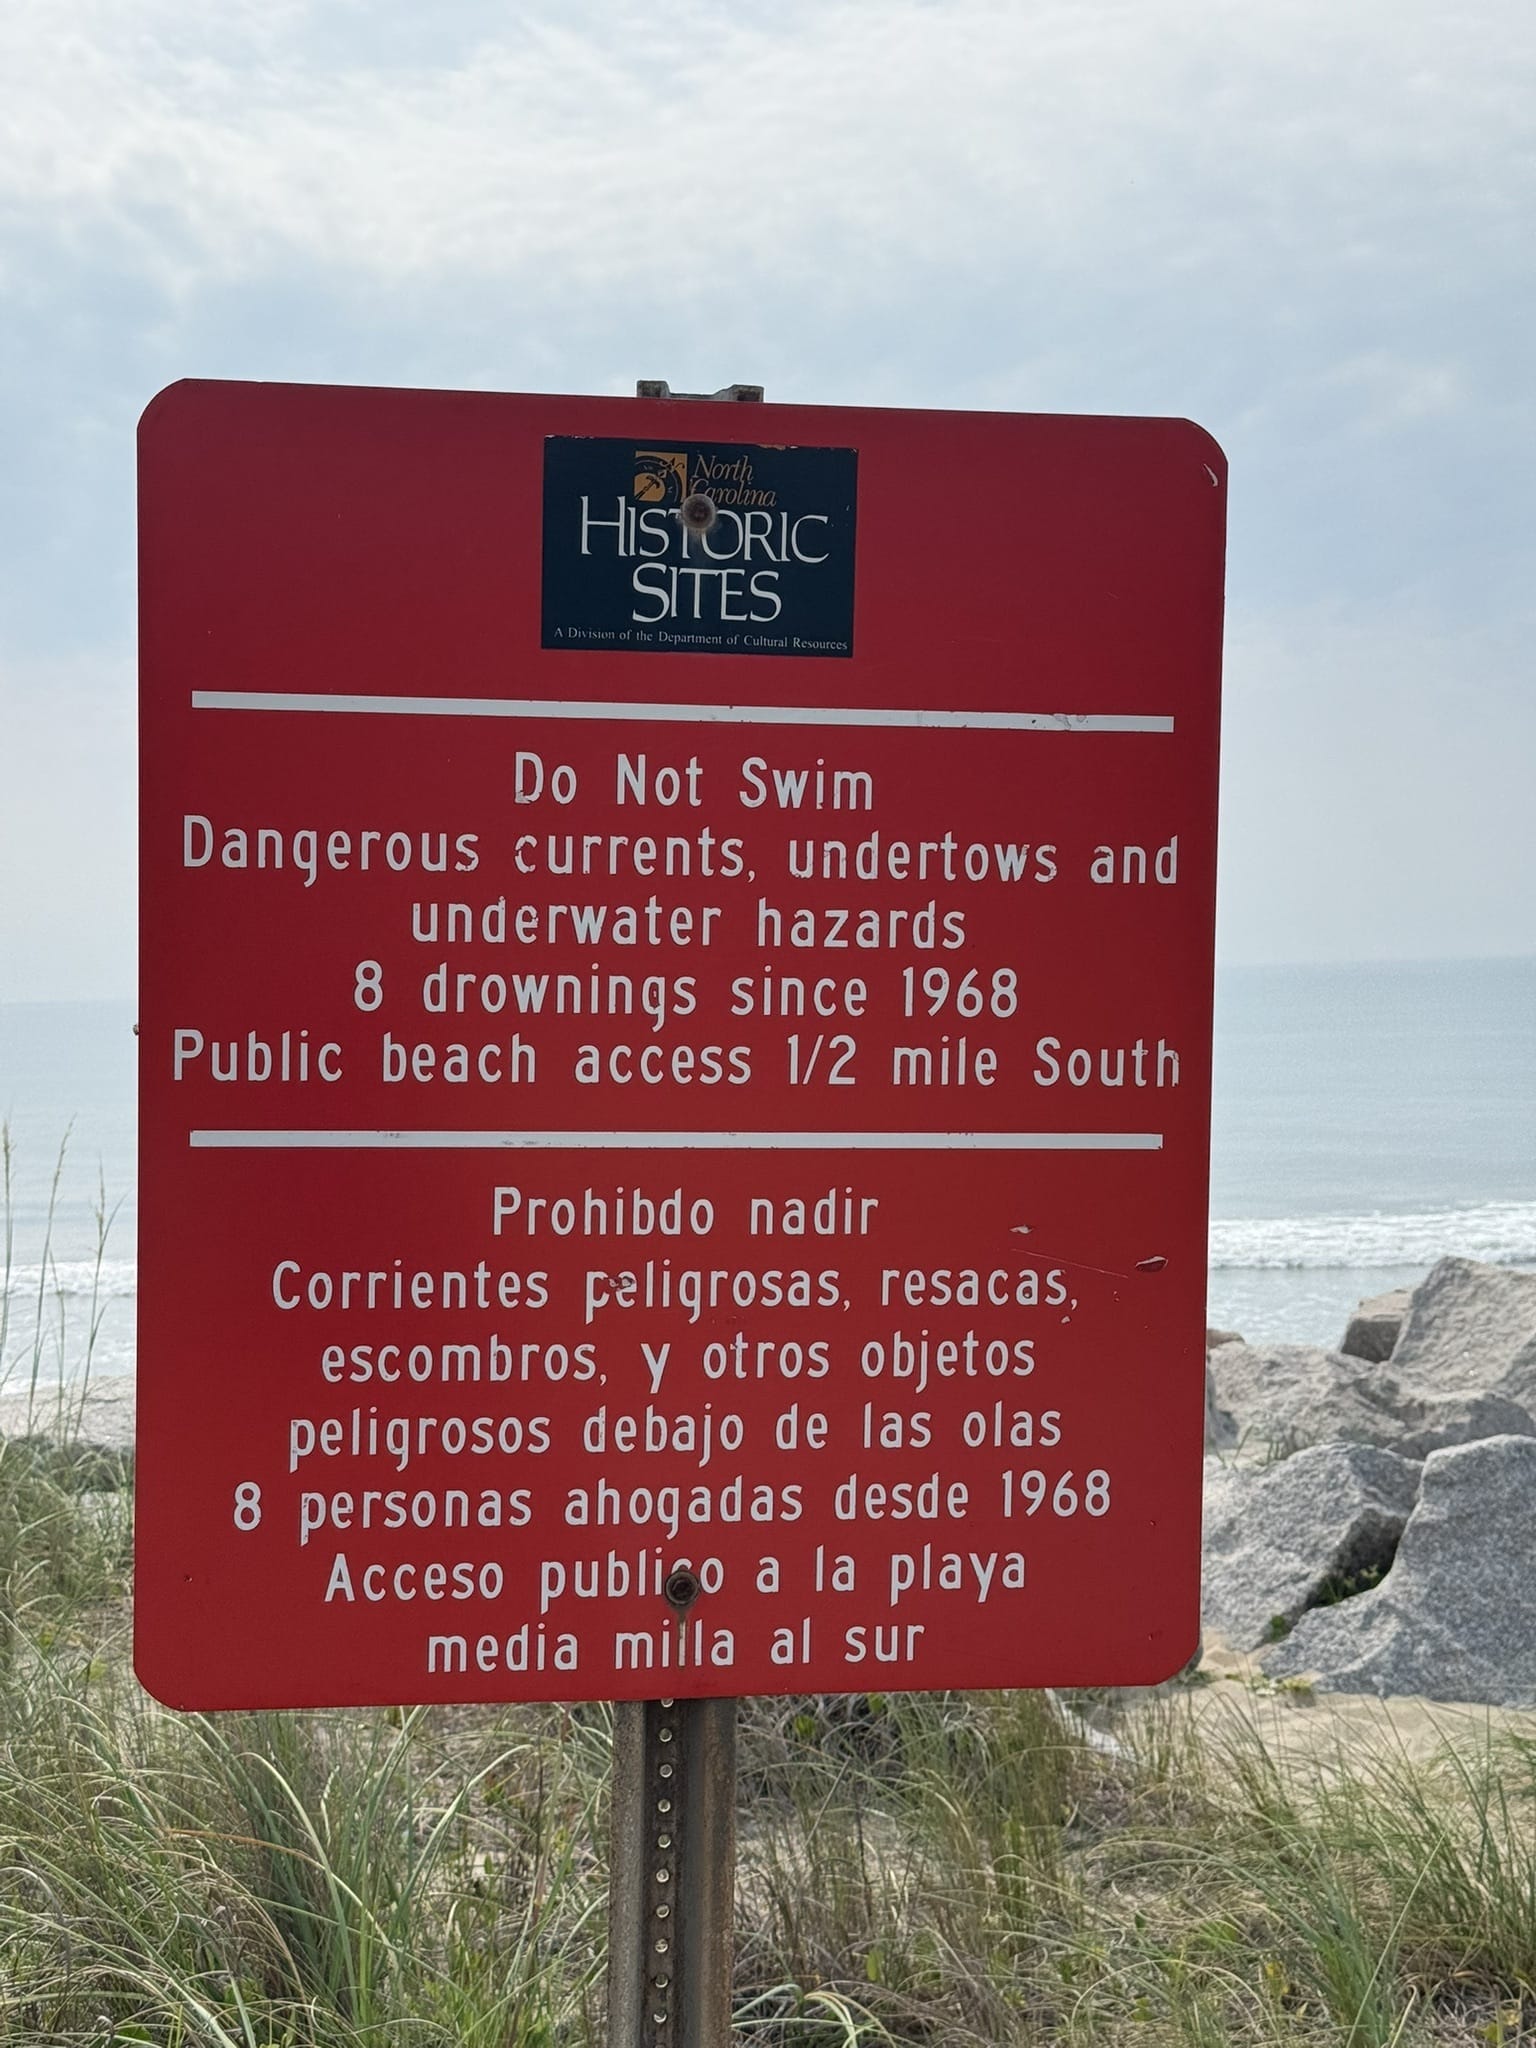 North
Carolina
HISTORIC
SITES
A Division of the Department of Cultural Resources
Do Not Swim
Dangerous currents, undertows and
underwater hazards
8 drownings since 1968
Public beach access 1/2 mile South
Prohibdo nadir
Corrientes peligrosas, resacas,
escombros, y otros objetos
peligrosos debajo de las olas
8 personas ahogadas desde 1968
Acceso publico a la playa
media milla al sur